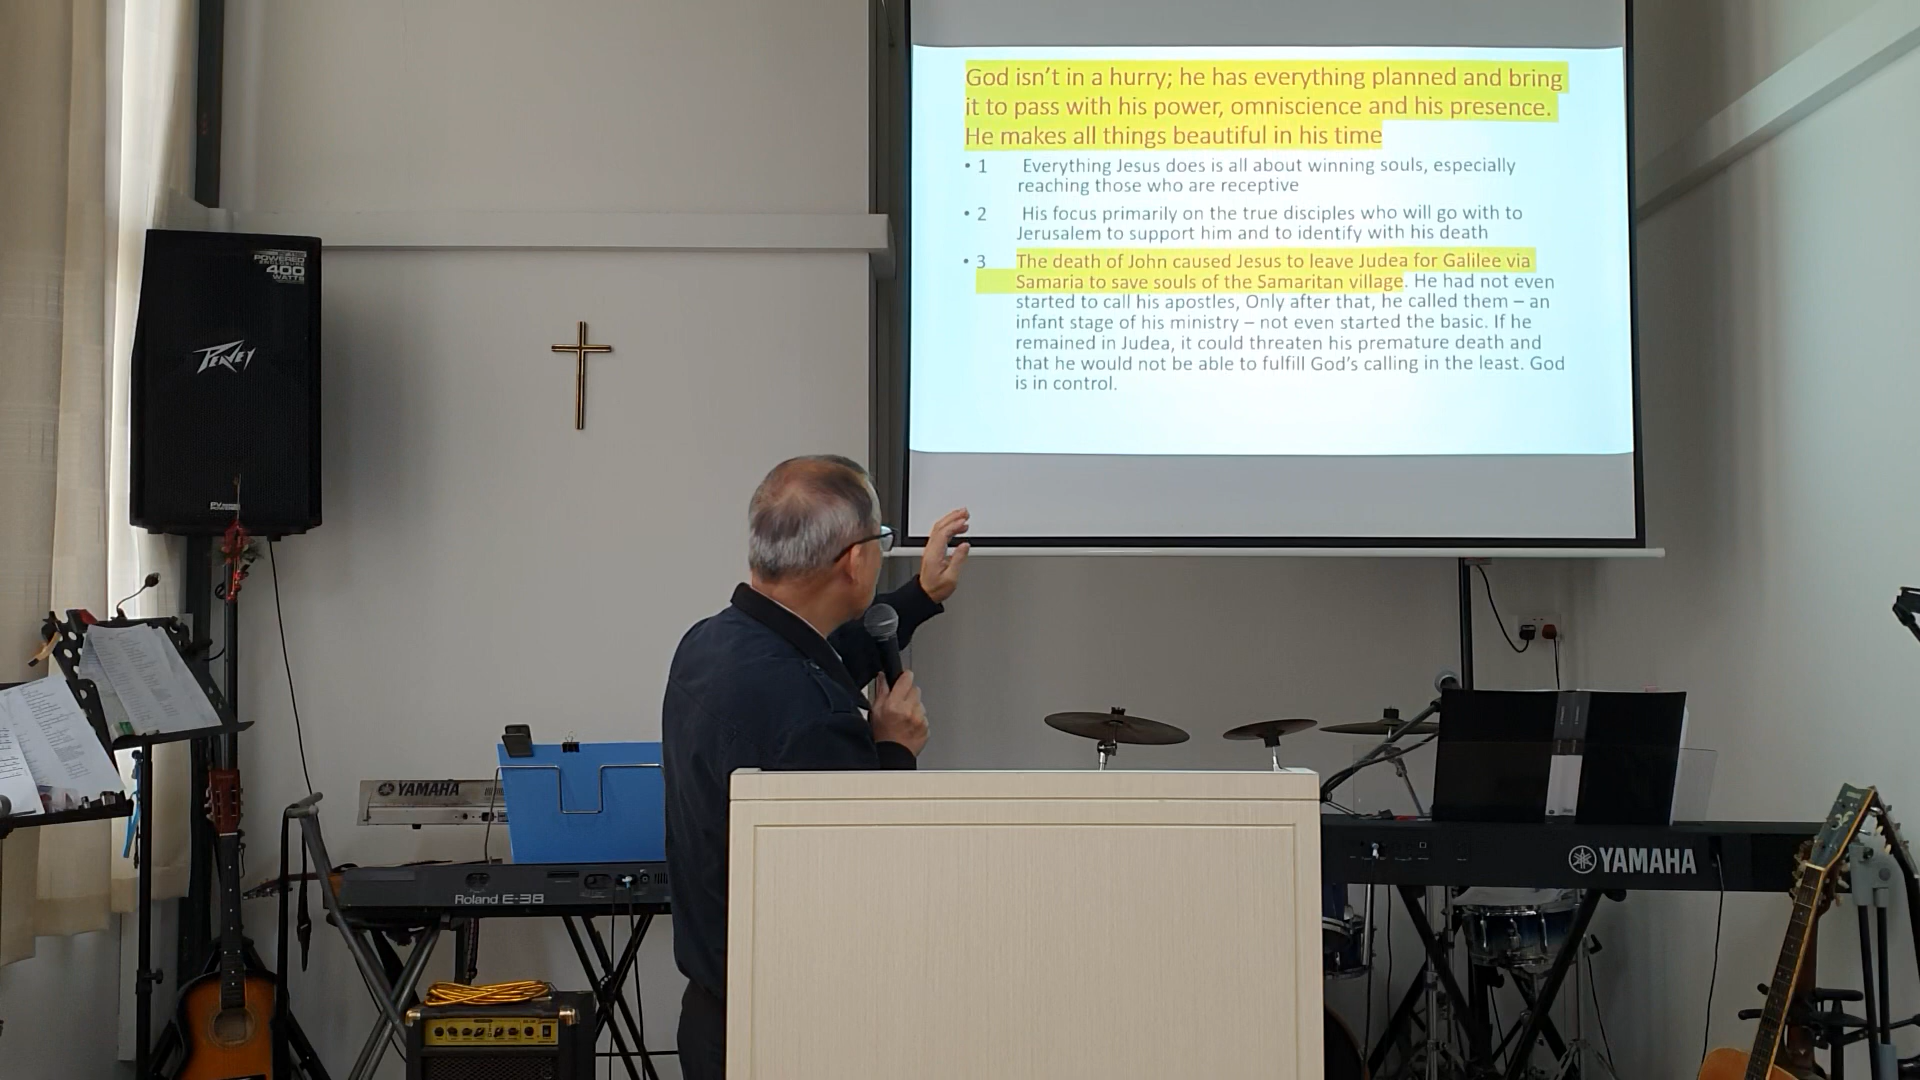 God isn't in a hurry; he has everything planned and bring
it to pass with his power, omniscience and his presence.
He makes all things beautiful in his time
• 1 Everything Jesus does is all about winning souls, especially
reaching those who are receptive
• 2 His focus primarily on the true disciples who will go with to
Jerusalem to support him and to identify with his death
• 3 The death of John caused Jesus to leave Judea for Galilee via
Samaria to save souls of the Samaritan village. He had not even
started to call his apostles, Only after that, he called them – an
infant stage of his ministry – not even started the basic. If he
remained in Judea, it could threaten his premature death and
that he would not be able to fulfill God's calling in the least. God
is in control.
POWERED
400
WATTS
PEAVEY
YAMAHA
Roland E-38
YAMAHA